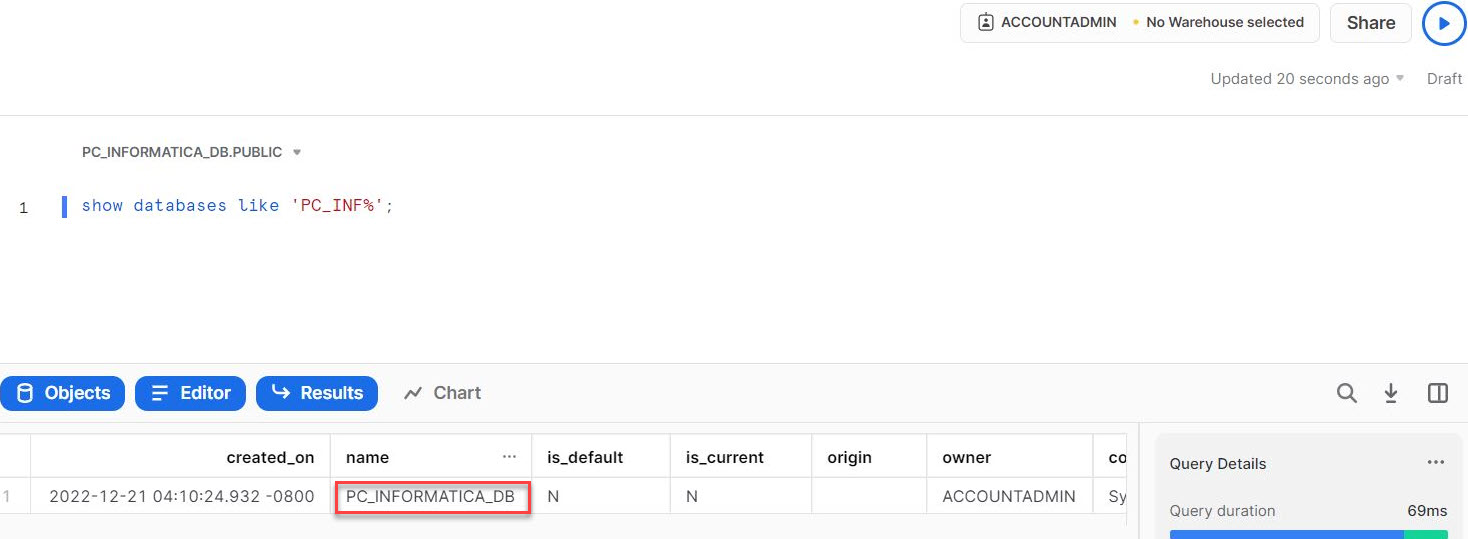 ACCOUNTADMIN • No Warehouse selected Share
Updated 20 seconds ago Draft
PC_INFORMATICA_DB.PUBLIC
1 show databases like 'PC_INF%';
Objects Editor Results Chart
created_on name ... is_default is_current origin owner co
Query Details ...
1 2022-12-21 04:10:24.932 -0800 PC_INFORMATICA_DB N N ACCOUNTADMIN Sy
Query duration 69ms